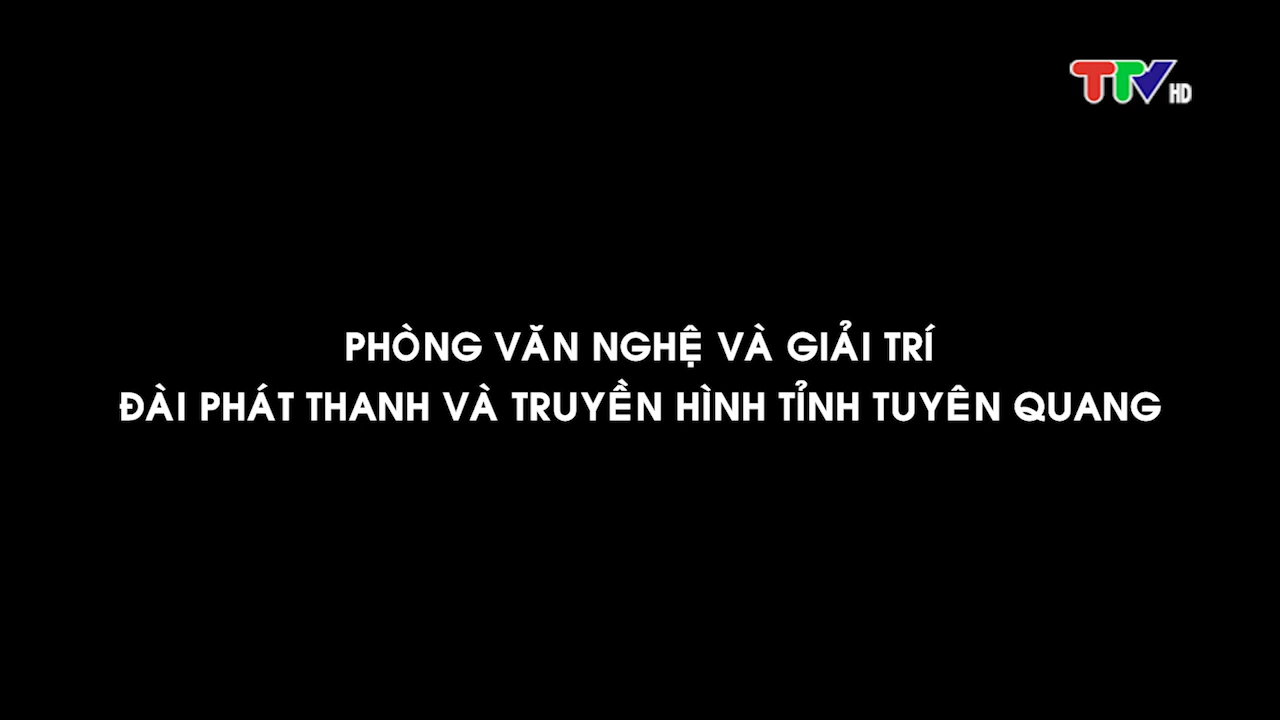 TTV HD
PHÒNG VĂN NGHỆ VÀ GIẢI TRÍ
ĐÀI PHÁT THANH VÀ TRUYỀN HÌNH TỈNH TUYÊN QUANG